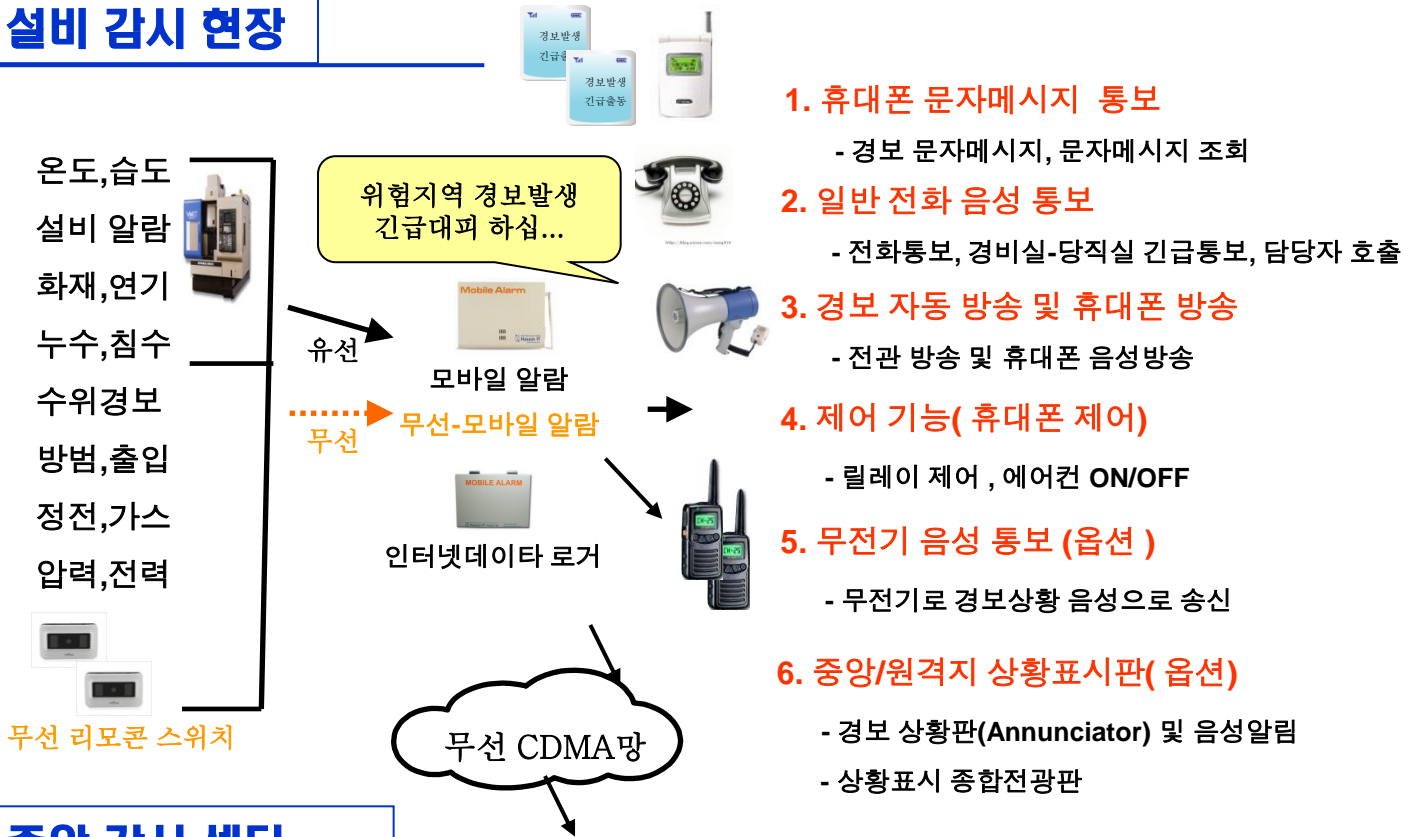 설비 감시 현장
경보발생
긴급출
경보발생
긴급출동
온도,습도
설비 알람
화재,연기
누수,침수
수위경보
방범,출입
정전,가스
압력,전력
무선 리모콘 스위치
위험지역 경보발생
긴급대피 하십...
유선
무선
Mobile Alarm
모바일 알람
무선-모바일 알람
MOBILE ALARM
인터넷데이타 로거
무선 CDMA망
1. 휴대폰 문자메시지 통보
- 경보 문자메시지, 문자메시지 조회
2. 일반 전화 음성 통보
- 전화통보, 경비실-당직실 긴급통보, 담당자 호출
3. 경보 자동 방송 및 휴대폰 방송
- 전관 방송 및 휴대폰 음성방송
4. 제어 기능( 휴대폰 제어)
- 릴레이 제어 , 에어컨 ON/OFF
5. 무전기 음성 통보 (옵션 )
- 무전기로 경보상황 음성으로 송신
6. 중앙/원격지 상황표시판( 옵션)
- 경보 상황판(Annunciator) 및 음성알림
- 상황표시 종합전광판
중앙 감시 센터